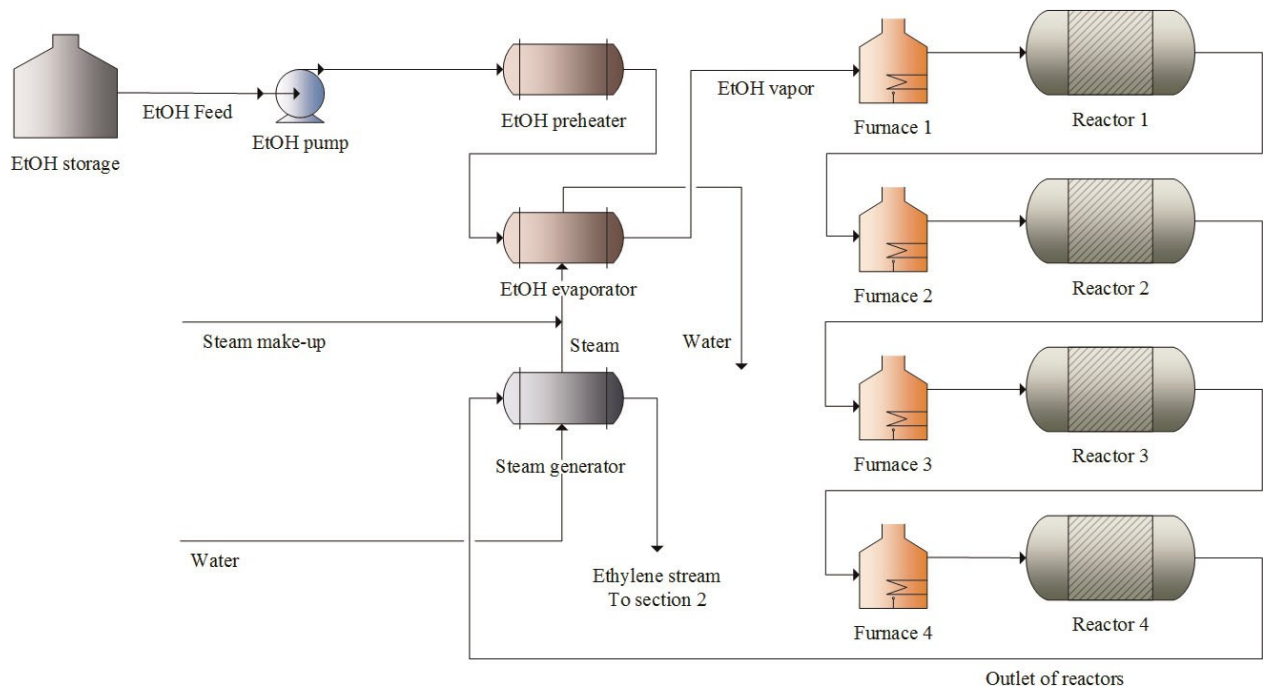 EtOH storage
EtOH Feed
EtOH pump
EtOH preheater
EtOH vapor
Furnace 1
Reactor 1
EtOH evaporator
Furnace 2
Reactor 2
Steam make-up
Steam
Water
Steam generator
Furnace 3
Reactor 3
Water
Ethylene stream
To section 2
Furnace 4
Reactor 4
Outlet of reactors